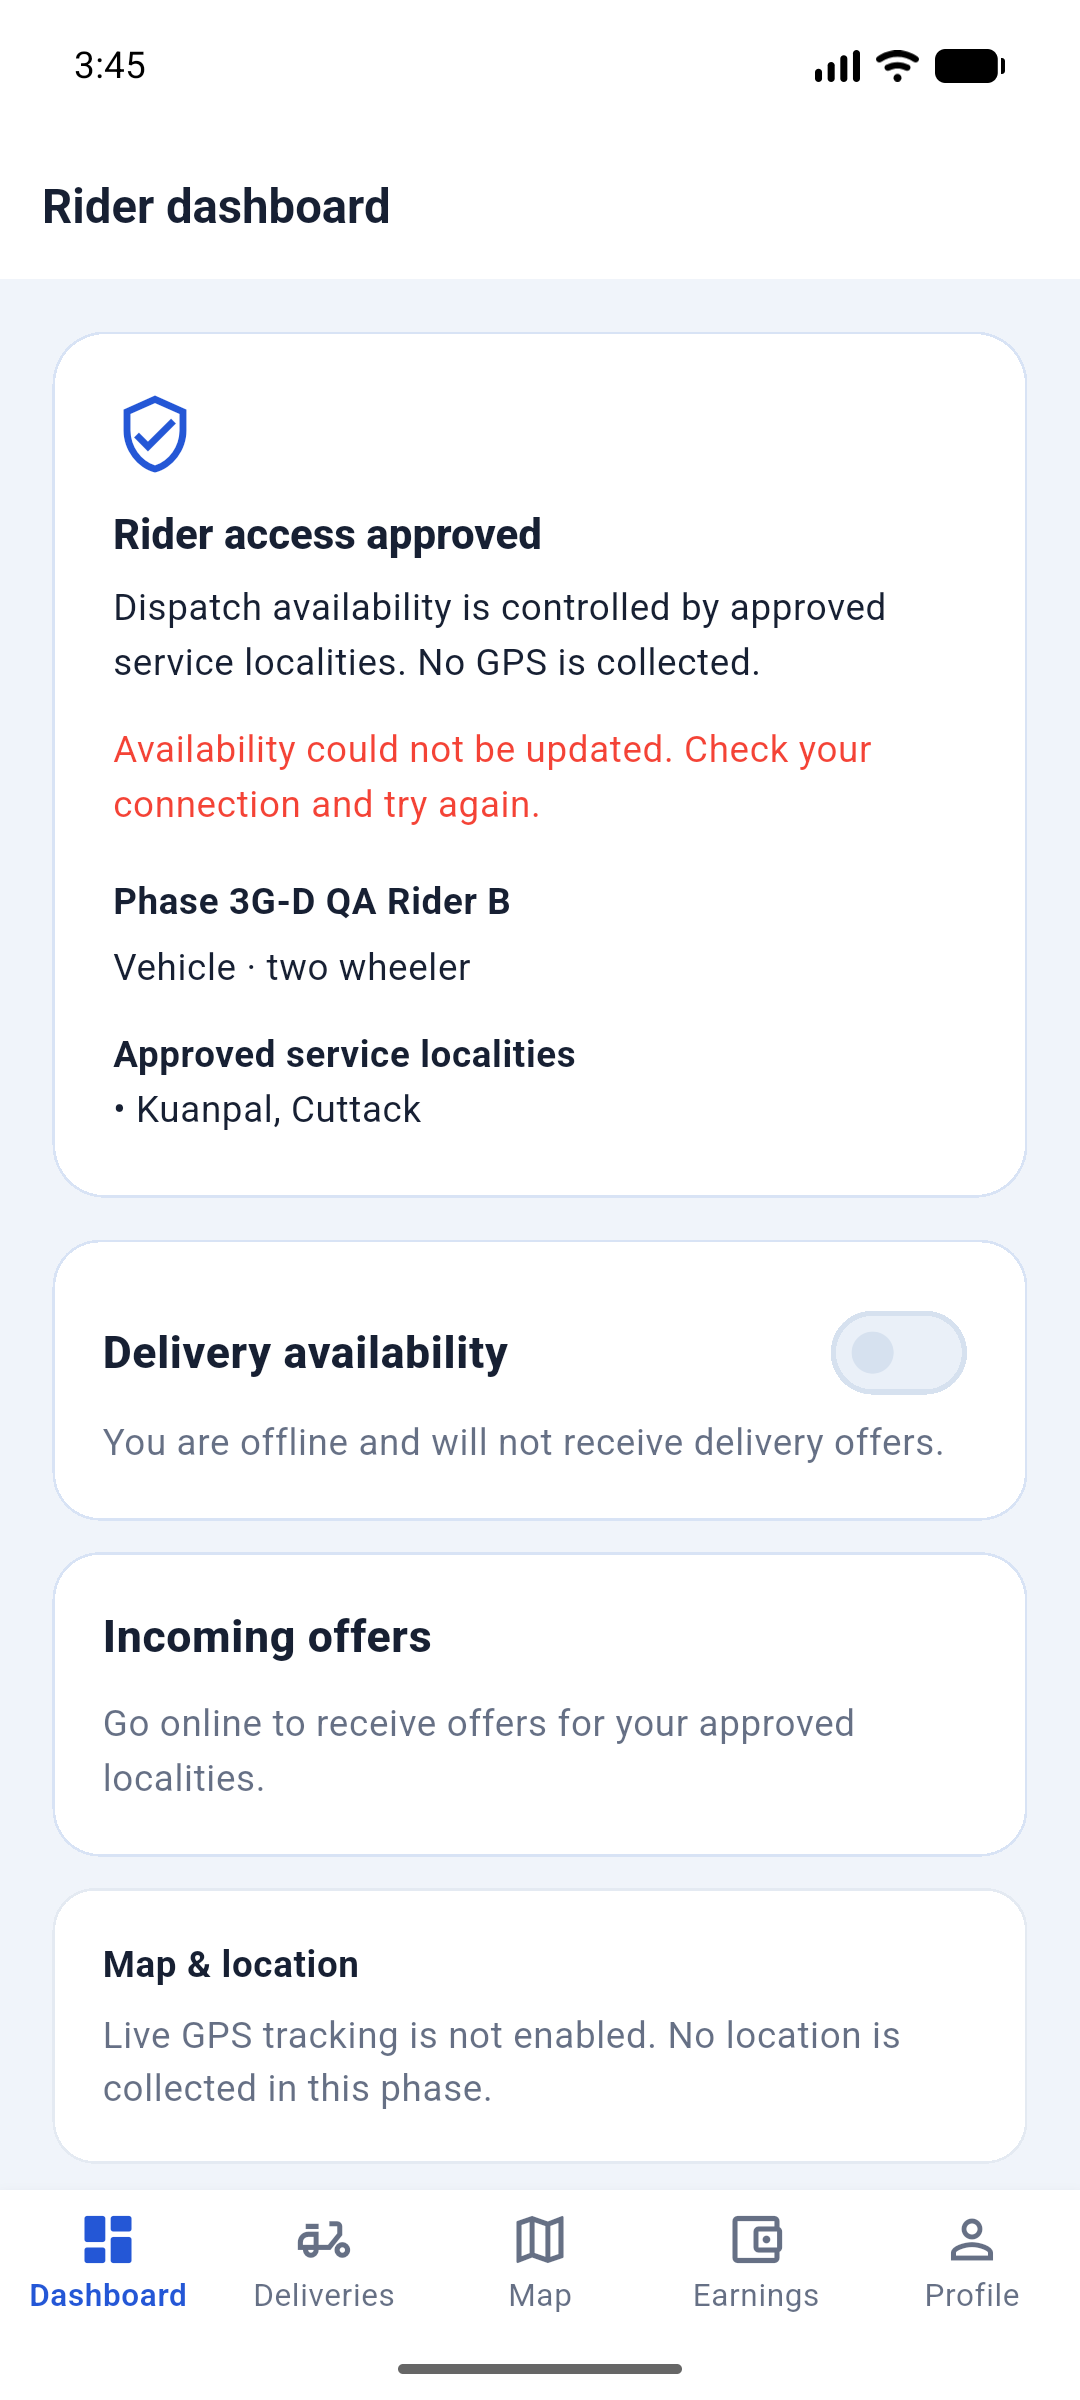 3:45
Rider dashboard
Rider access approved
Dispatch availability is controlled by approved
service localities. No GPS is collected.
Availability could not be updated. Check your
connection and try again.
Phase 3G-D QA Rider B
Vehicle · two wheeler
Approved service localities
• Kuanpal, Cuttack
Delivery availability
You are offline and will not receive delivery offers.
Incoming offers
Go online to receive offers for your approved
localities.
Map & location
Live GPS tracking is not enabled. No location is
collected in this phase.
Dashboard Deliveries Map Earnings Profile